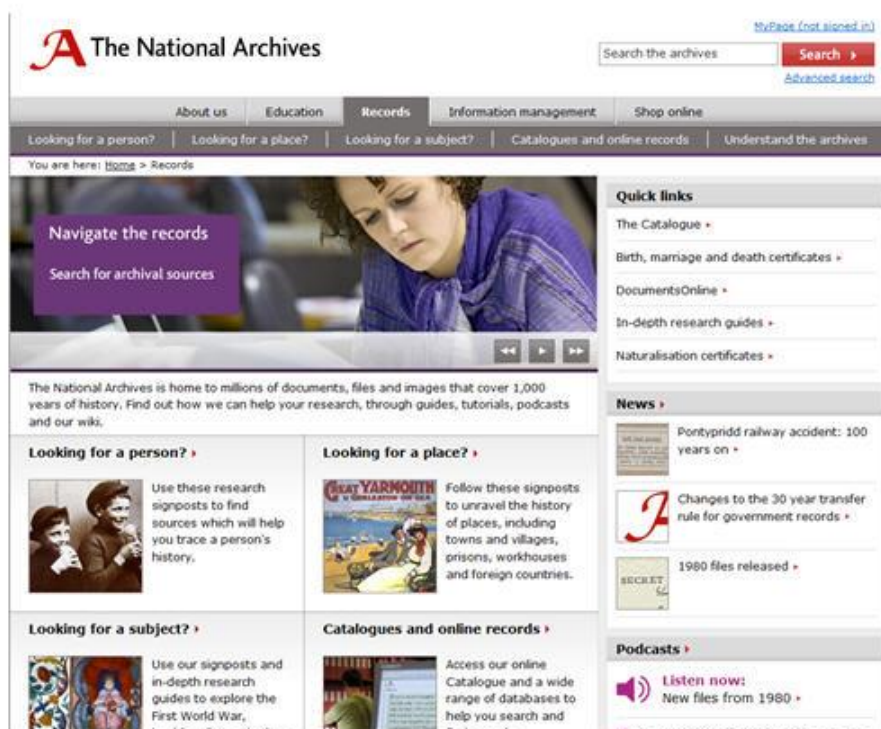 MyPage (not signed in)
The National Archives
Search the archives
Search
Advanced search
About us Education Records Information management Shop online
Looking for a person? Looking for a place? Looking for a subject? Catalogues and online records Understand the archives
You are here: Home > Records
Navigate the records
Search for archival sources
The National Archives is home to millions of documents, files and images that cover 1,000
years of history. Find out how we can help your research, through guides, tutorials, podcasts
and our wiki.
Looking for a person?
Use these research
signposts to find
sources which will help
you trace a person's
history.
Looking for a place?
GREAT YARMOUTH
Follow these signposts
to unravel the history
of places, including
towns and villages,
prisons, workhouses
and foreign countries.
Looking for a subject?
Use our signposts and
in-depth research
guides to explore the
First World War,
Catalogues and online records
Access our online
Catalogue and a wide
range of databases to
help you search and
Quick links
The Catalogue
Birth, marriage and death certificates
DocumentsOnline
In-depth research guides
Naturalisation certificates
News
Pontypridd railway accident: 100
years on
Changes to the 30 year transfer
rule for government records
SECRET
1980 files released
Podcasts
Listen now:
New files from 1980